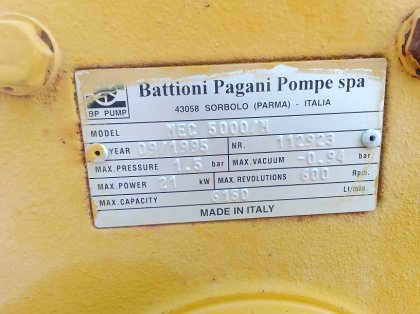 Battioni Pagani Pompe spa
BP PUMP
43058 SORBOLO (PARMA) - ITALIA
MODEL MEC 5000/M
YEAR 09/1995 NR. 112923
MAX. PRESSURE 1.5 bar MAX. VACUUM -0.94 bar
MAX. POWER 21 kW MAX. REVOLUTIONS 600 Rpm.
MAX. CAPACITY 6150 Lt/min.
MADE IN ITALY